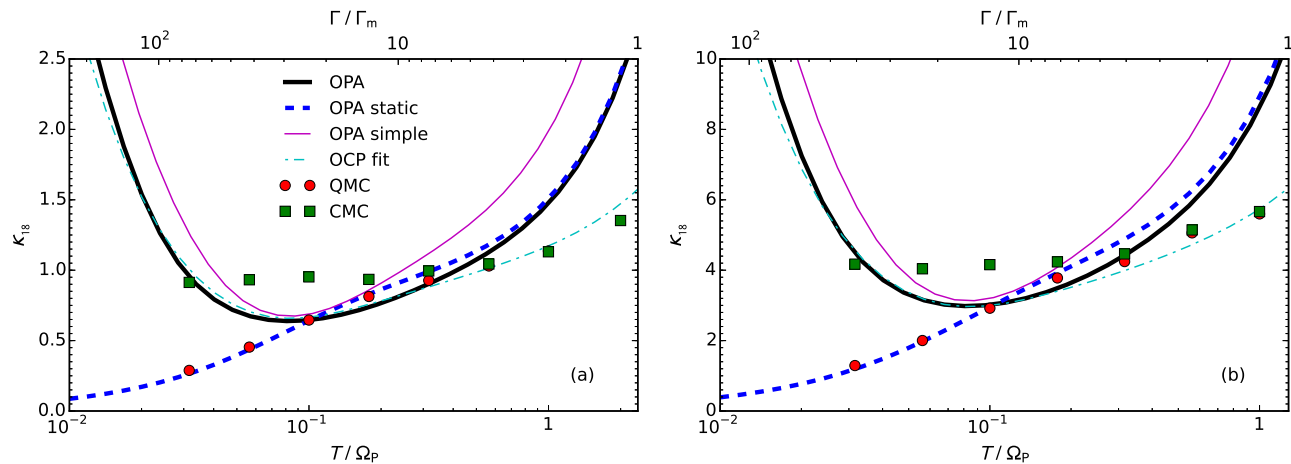 Γ / Γm
10² 10 1
2.5
2.0
1.5
1.0
0.5
0.0
κ18
OPA
OPA static
OPA simple
OCP fit
QMC
CMC
(a)
10⁻² 10⁻¹ 1
T / ΩP
Γ / Γm
10² 10 1
10
8
6
4
2
0
κ18
(b)
10⁻² 10⁻¹ 1
T / ΩP